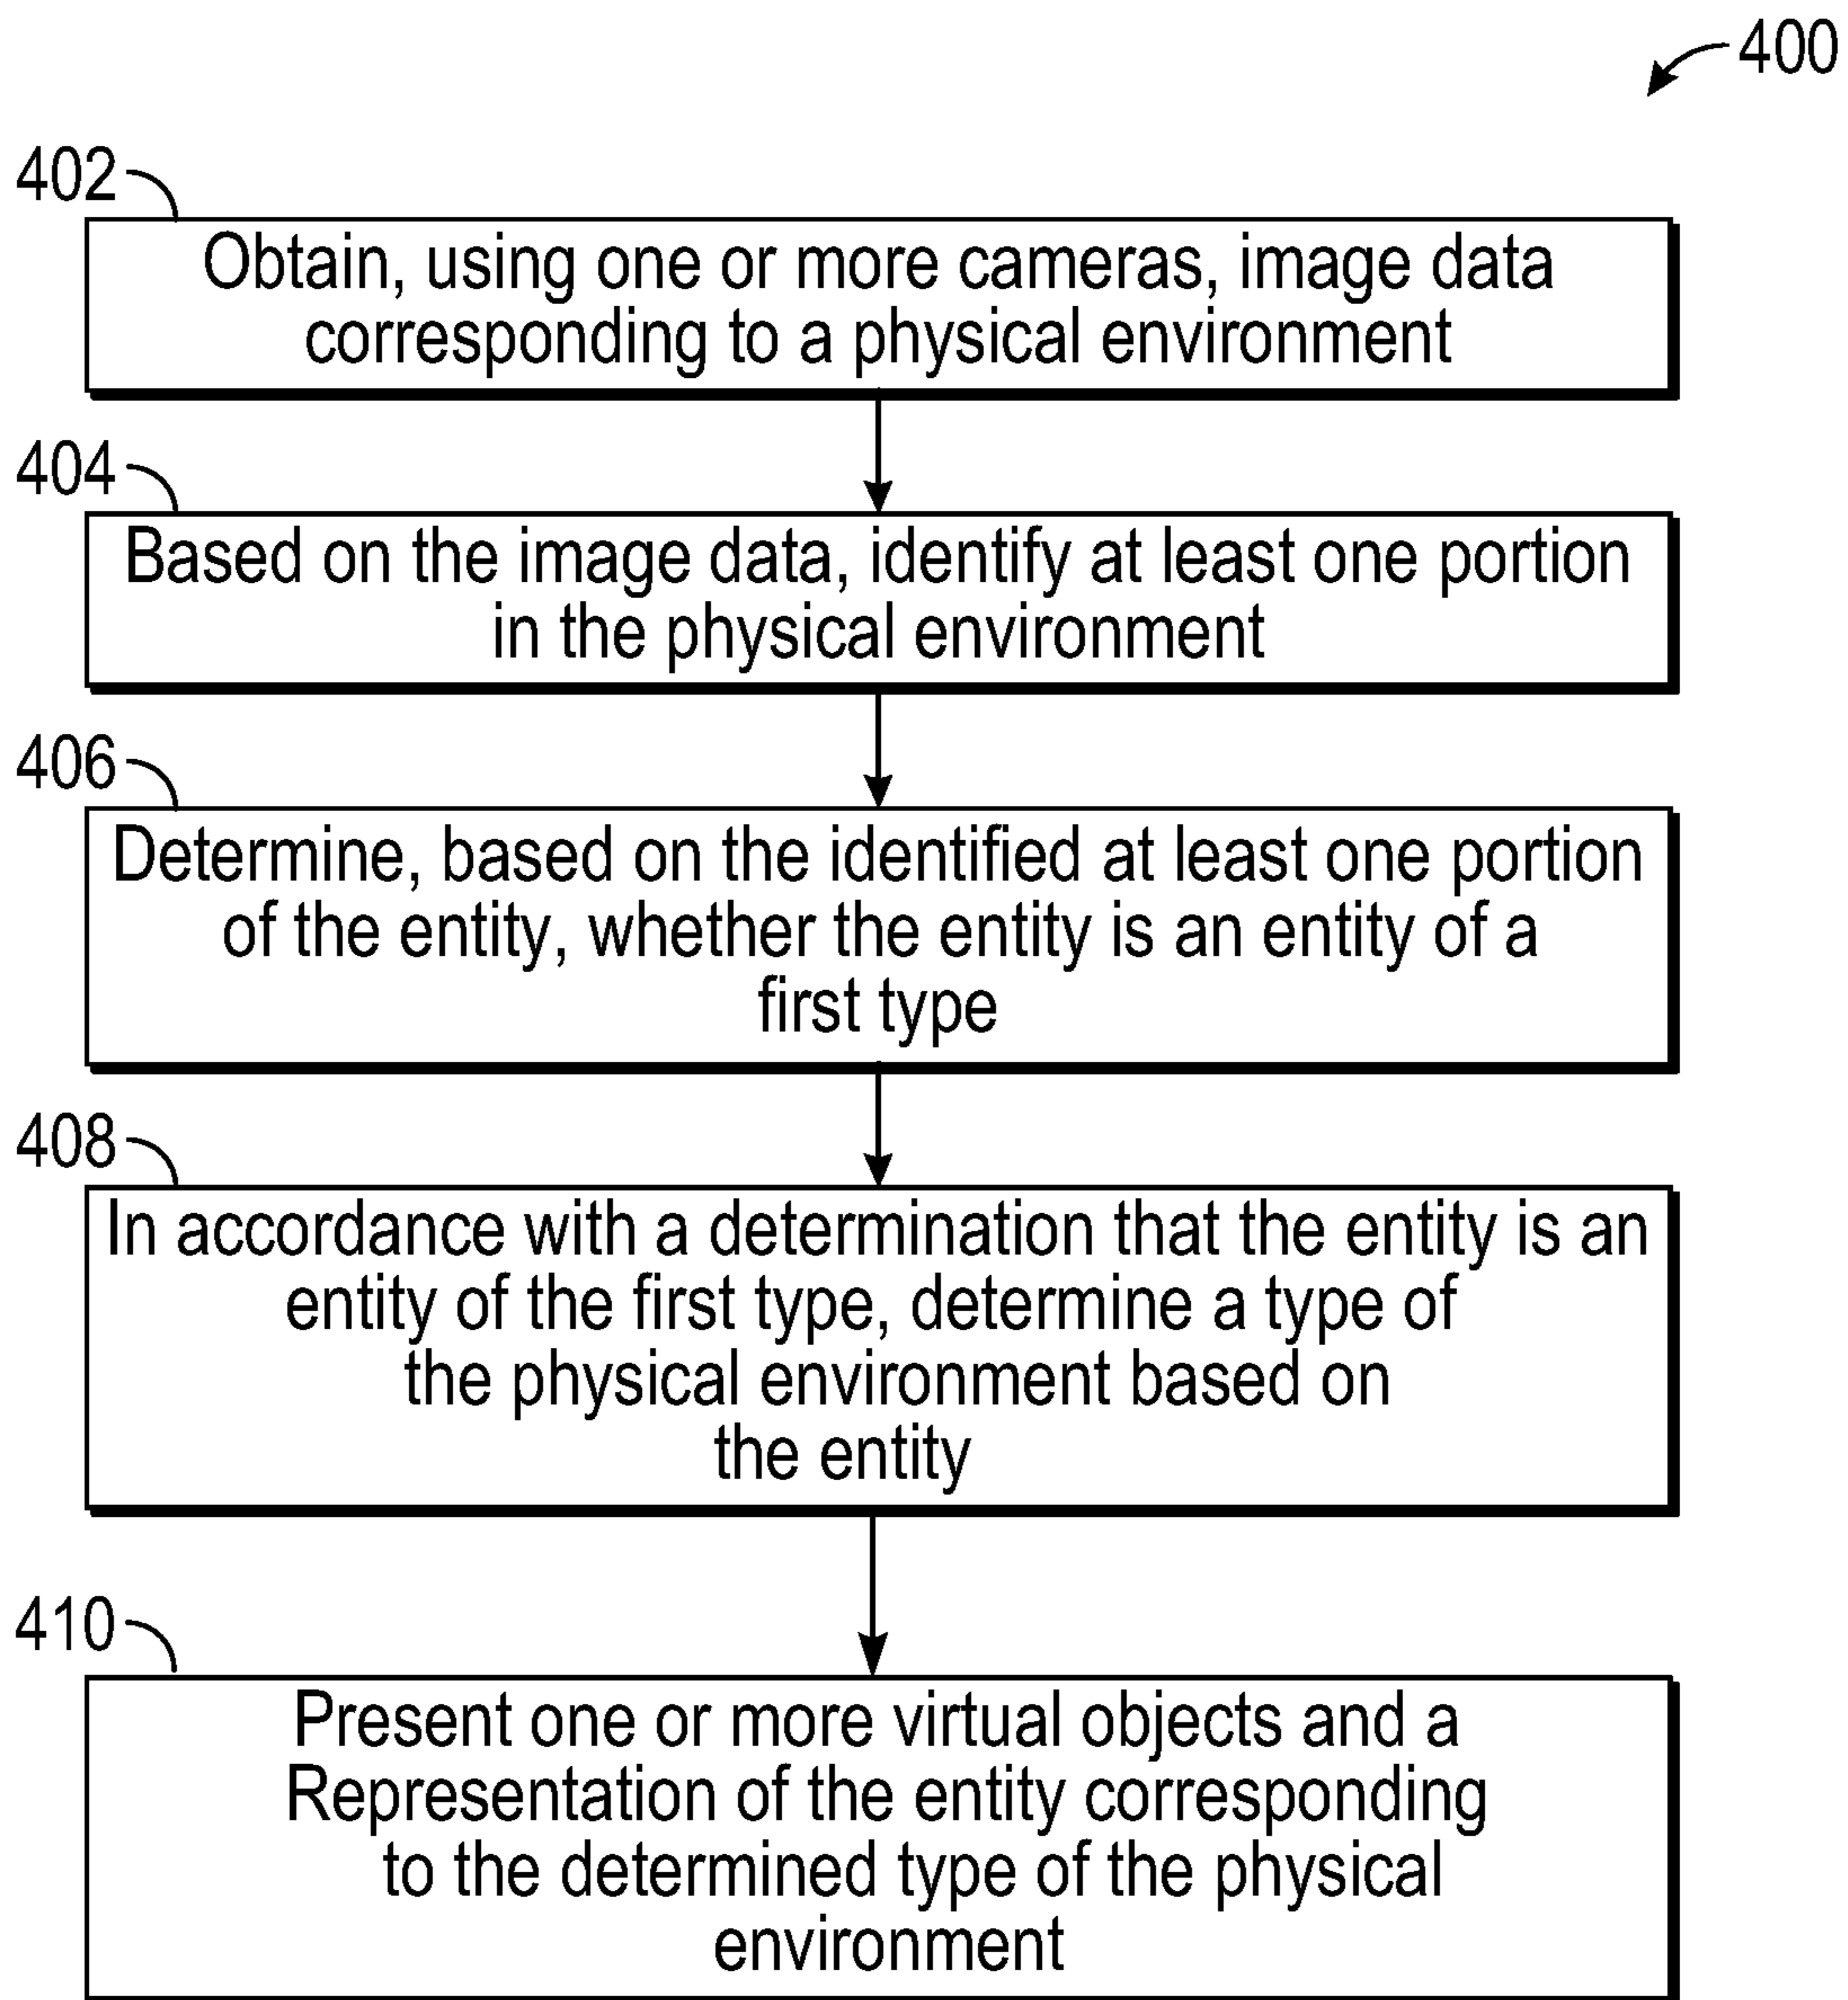 400
402
Obtain, using one or more cameras, image data
corresponding to a physical environment
404
Based on the image data, identify at least one portion
in the physical environment
406
Determine, based on the identified at least one portion
of the entity, whether the entity is an entity of a
first type
408
In accordance with a determination that the entity is an
entity of the first type, determine a type of
the physical environment based on
the entity
410
Present one or more virtual objects and a
Representation of the entity corresponding
to the determined type of the physical
environment